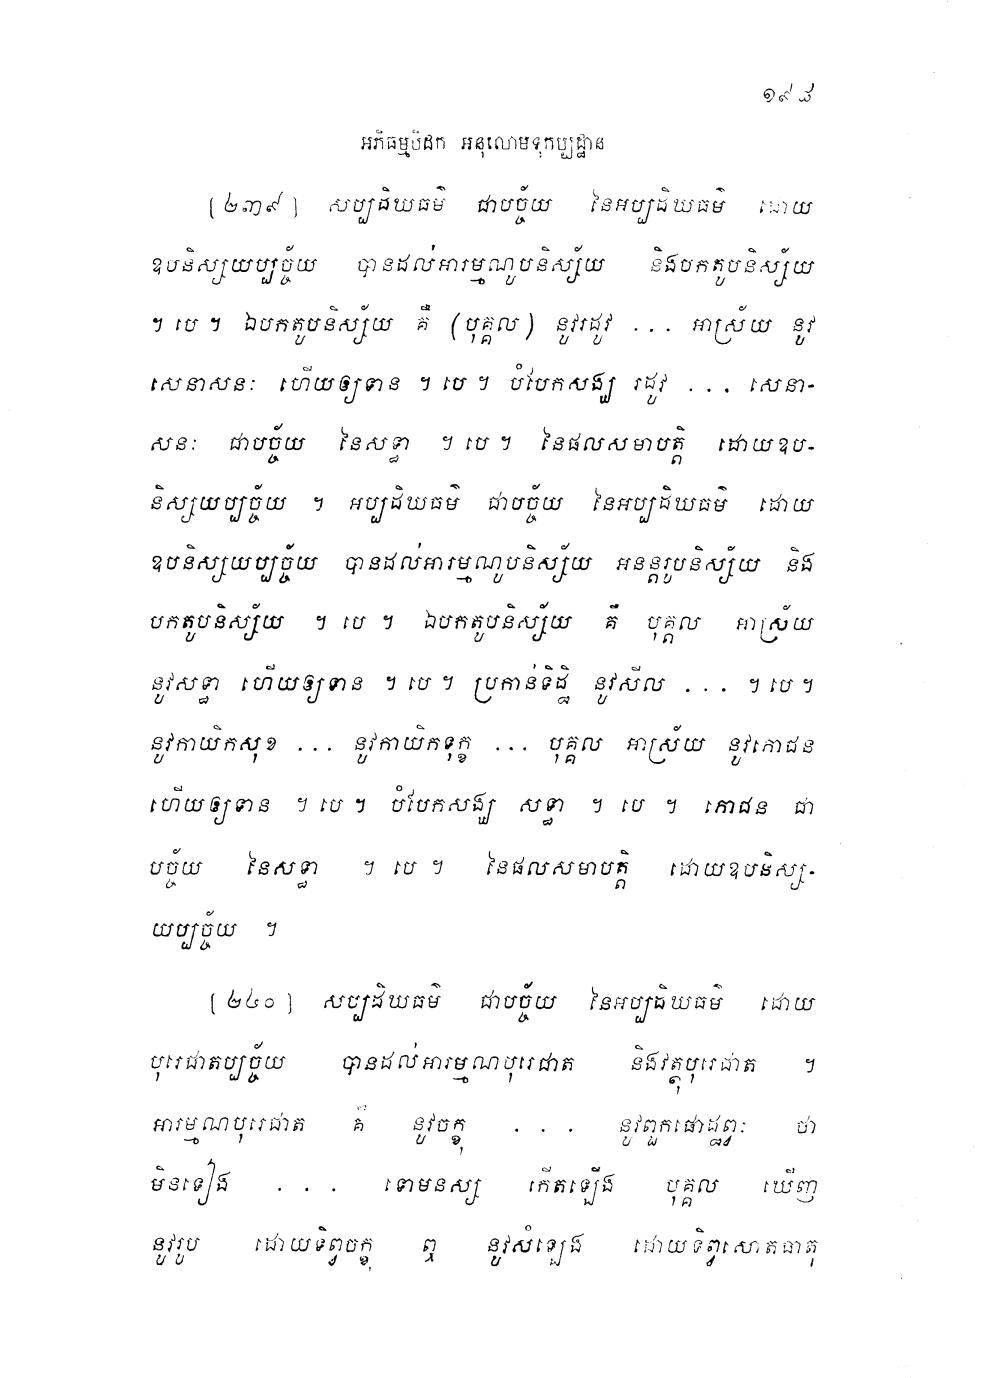 ១៩៨
អភិធម្មបិដក អនុលោមទុកប្បដ្ឋាន
[២៣៩] សប្បដិឃធម៌ ជាបច្ច័យ នៃអប្បដិឃធម៌ ដោយ
ឧបនិស្សយប្បច្ច័យ បានដល់អារម្មណូបនិស្ស័យ និងបកតូបនិស្ស័យ
។ បេ ។ ឯបកតូបនិស្ស័យ គឺ (បុគ្គល) នូវរដូវ ... អាស្រ័យ នូវ
សេនាសនៈ ហើយឲ្យទាន ។ បេ ។ បំបែកសង្ឃ រដូវ ... សេនា-
សនៈ ជាបច្ច័យ នៃសទ្ធា ។ បេ ។ នៃផលសមាបត្តិ ដោយឧប-
និស្សយប្បច្ច័យ ។ អប្បដិឃធម៌ ជាបច្ច័យ នៃអប្បដិឃធម៌ ដោយ
ឧបនិស្សយប្បច្ច័យ បានដល់អារម្មណូបនិស្ស័យ អនន្តរូបនិស្ស័យ និង
បកតូបនិស្ស័យ ។ បេ ។ ឯបកតូបនិស្ស័យ គឺ បុគ្គល អាស្រ័យ
នូវសទ្ធា ហើយឲ្យទាន ។ បេ ។ ប្រកាន់ទិដ្ឋិ នូវសីល ... ។ បេ ។
នូវកាយិកសុខ ... នូវកាយិកទុក្ខ ... បុគ្គល អាស្រ័យ នូវភោជន
ហើយឲ្យទាន ។ បេ ។ បំបែកសង្ឃ សទ្ធា ។ បេ ។ ភោជន ជា
បច្ច័យ នៃសទ្ធា ។ បេ ។ នៃផលសមាបត្តិ ដោយឧបនិស្ស-
យប្បច្ច័យ ។
[២៤០] សប្បដិឃធម៌ ជាបច្ច័យ នៃអប្បដិឃធម៌ ដោយ
បុរេជាតប្បច្ច័យ បានដល់អារម្មណបុរេជាត និងវត្ថុបុរេជាត ។
អារម្មណបុរេជាត គឺ នូវចក្ខុ ... នូវពួកផោដ្ឋព្វៈ ថា
មិនទៀង ... ទោមនស្ស កើតឡើង បុគ្គល ឃើញ
នូវរូប ដោយទិព្វចក្ខុ ឮ នូវសំឡេង ដោយទិព្វសោតធាតុ